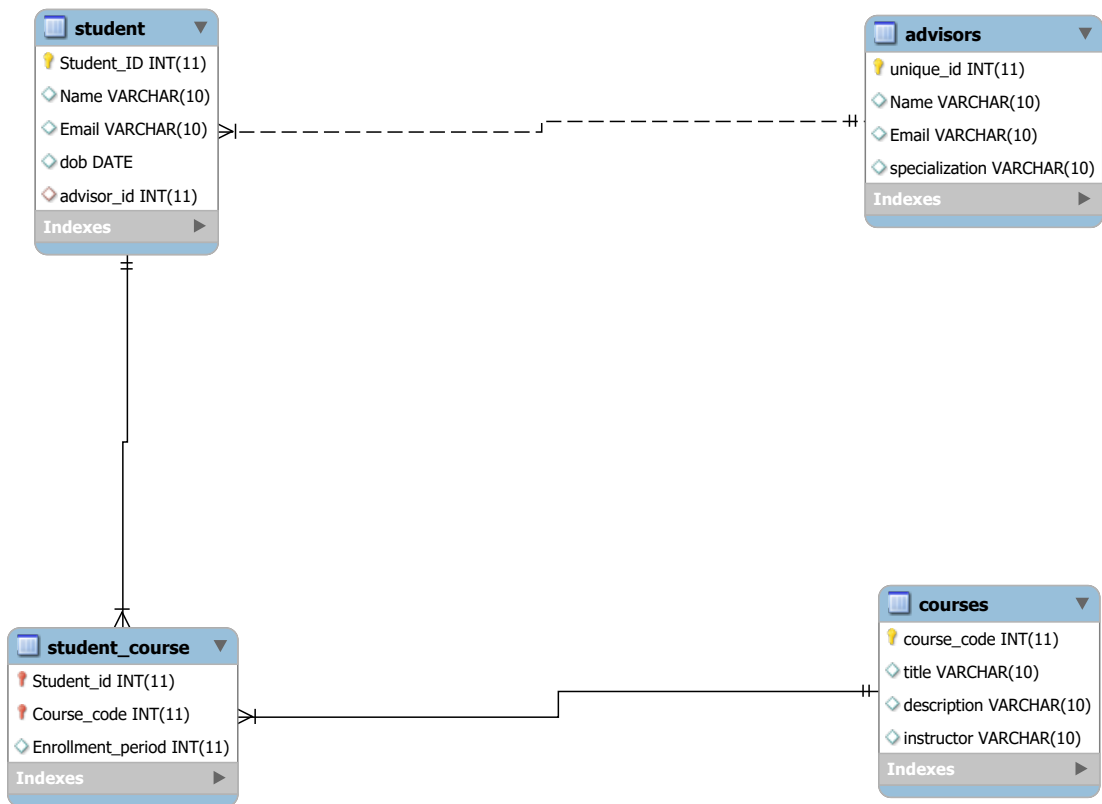 student
Student_ID INT(11)
Name VARCHAR(10)
Email VARCHAR(10)
dob DATE
advisor_id INT(11)
Indexes
advisors
unique_id INT(11)
Name VARCHAR(10)
Email VARCHAR(10)
specialization VARCHAR(10)
Indexes
student_course
Student_id INT(11)
Course_code INT(11)
Enrollment_period INT(11)
Indexes
courses
course_code INT(11)
title VARCHAR(10)
description VARCHAR(10)
instructor VARCHAR(10)
Indexes